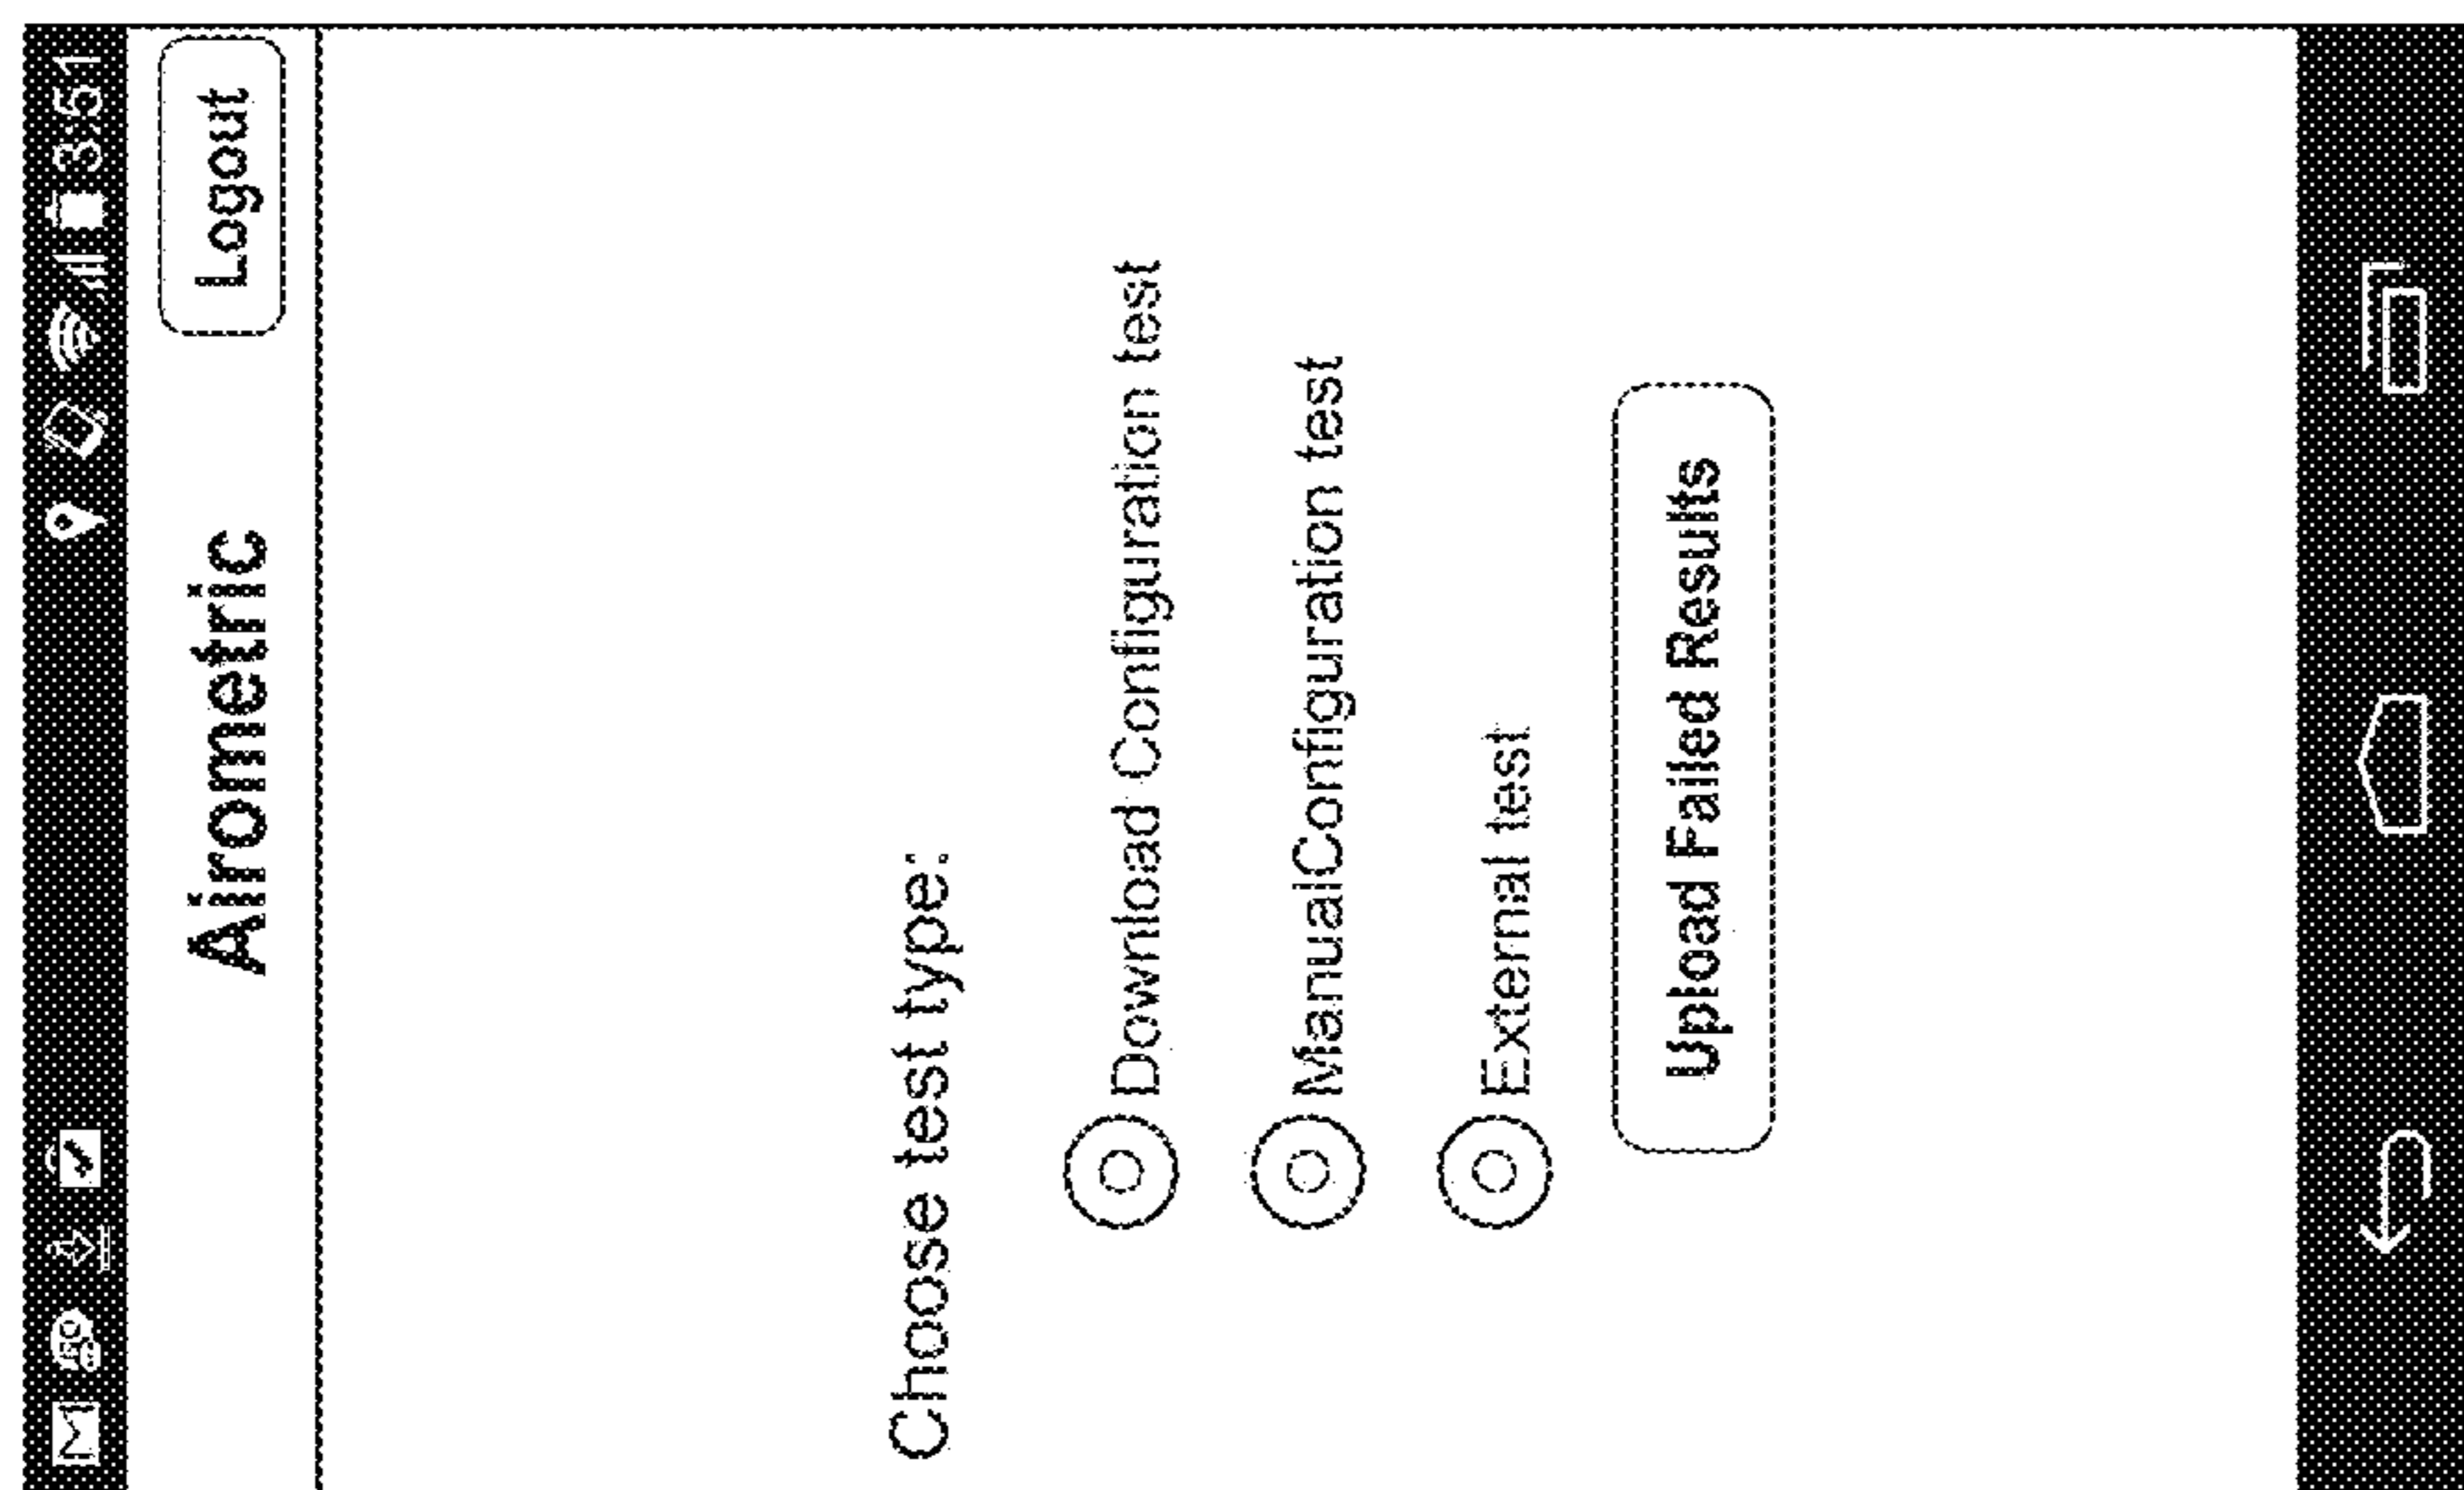 3:51
Airometric
Logout
Choose test type:
Download Configuration test
ManualConfiguration test
External test
Upload Failed Results